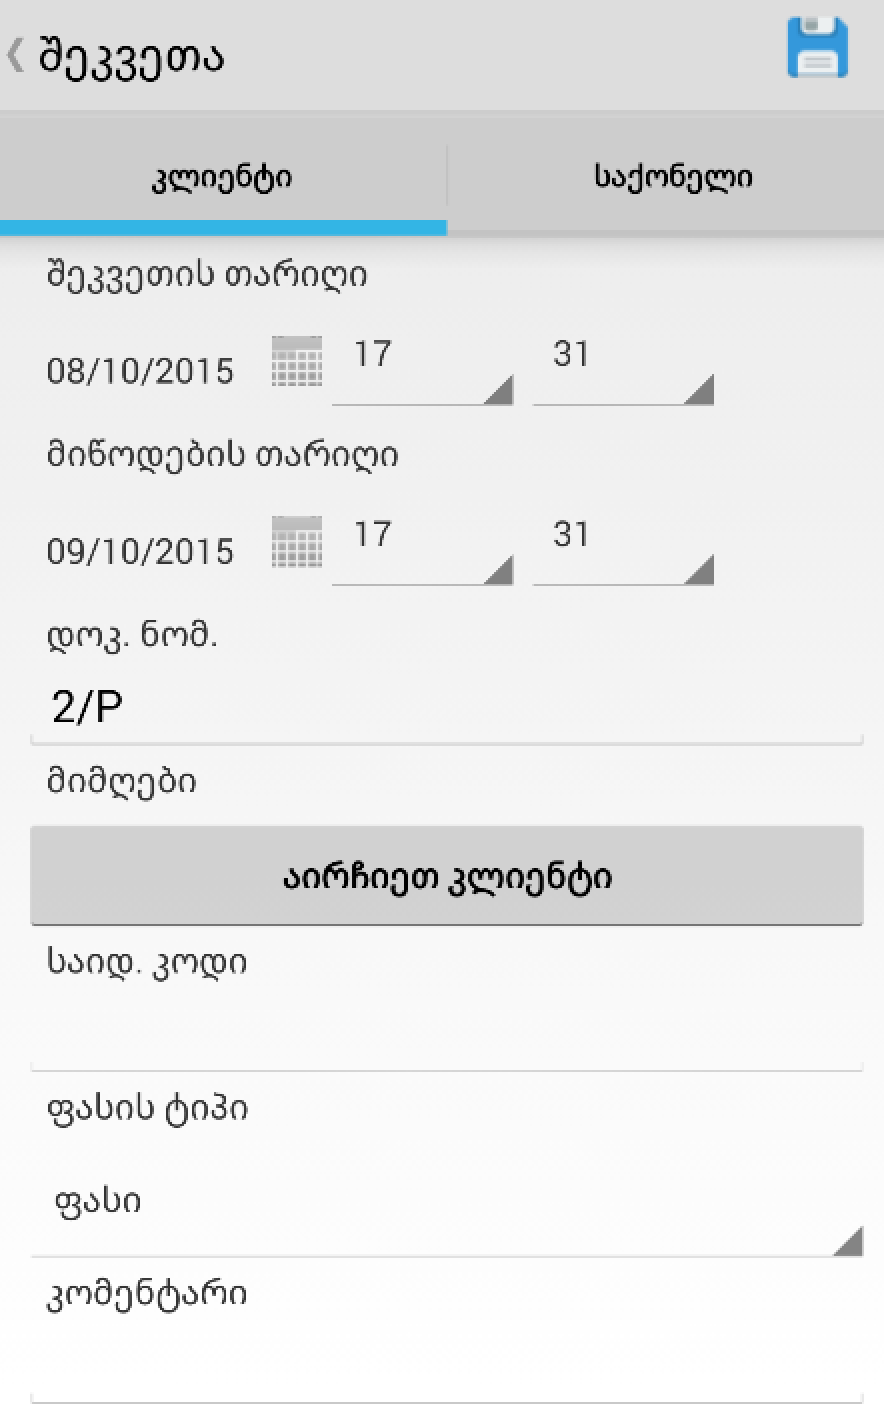 შეკვეთა
კლიენტი საქონელი
შეკვეთის თარიღი
08/10/2015 17 31
მიწოდების თარიღი
09/10/2015 17 31
დოკ. ნომ.
2/P
მიმღები
აირჩიეთ კლიენტი
საიდ. კოდი
ფასის ტიპი
ფასი
კომენტარი